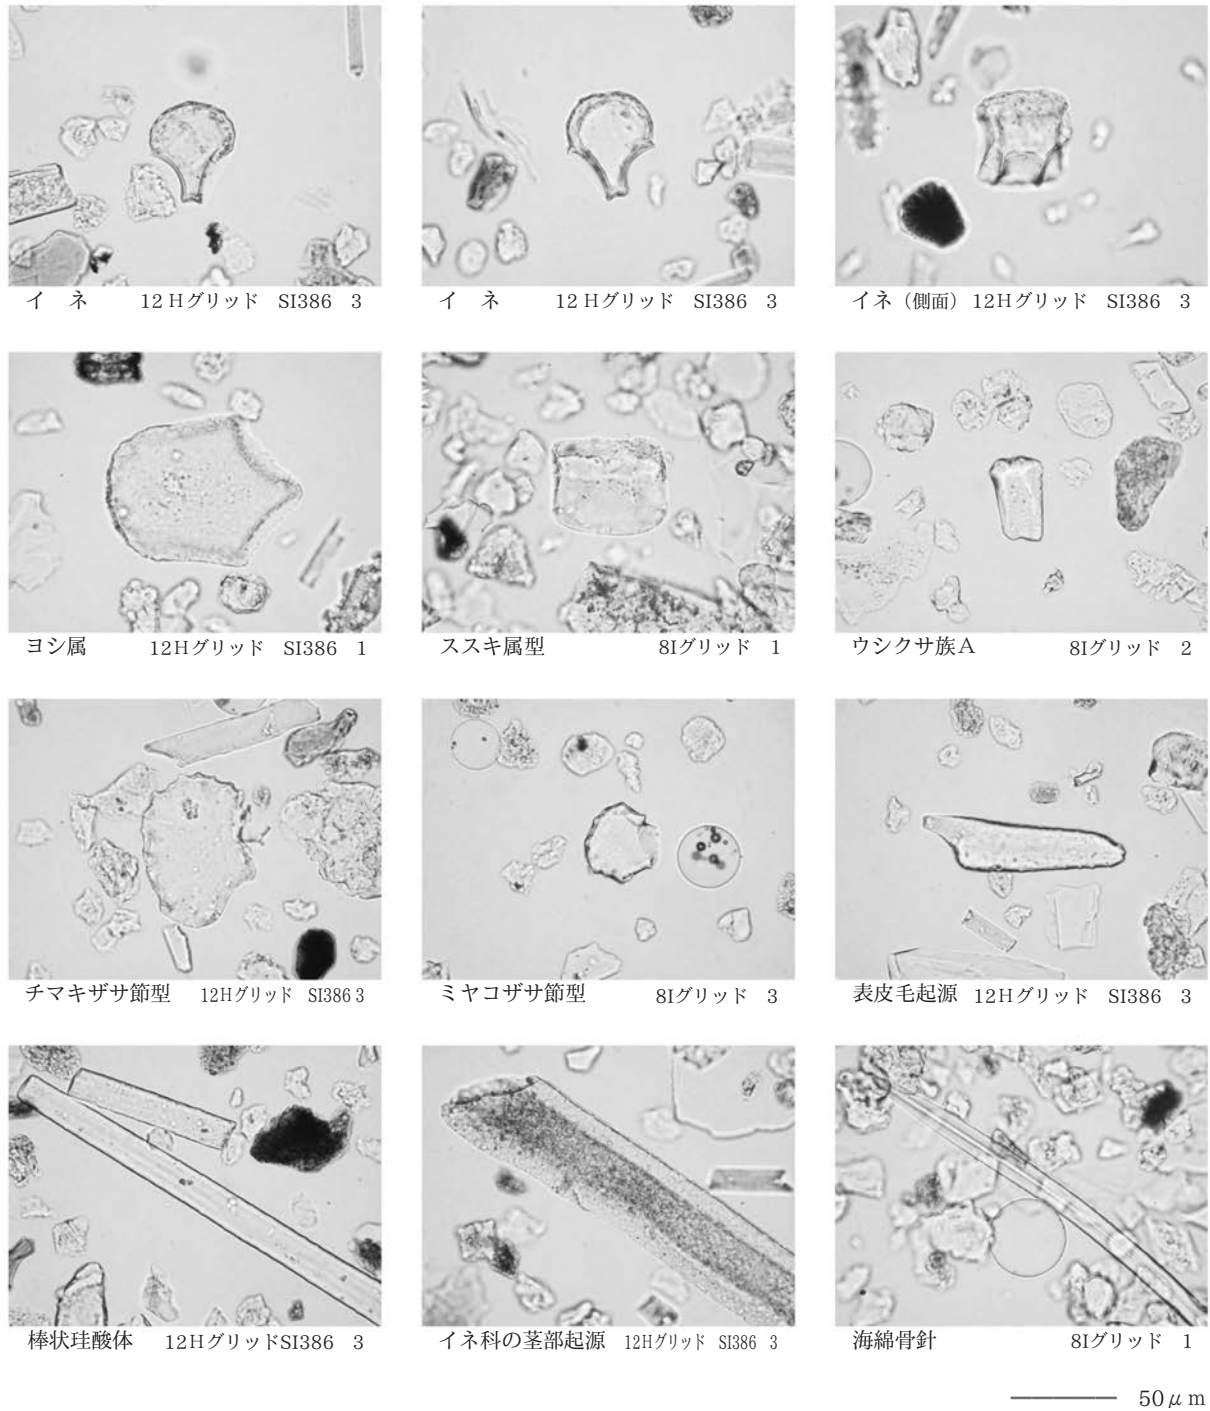 イ ネ 12Hグリッド SI386 3
イ ネ 12Hグリッド SI386 3
イネ（側面） 12Hグリッド SI386 3
ヨシ属 12Hグリッド SI386 1
ススキ属型 8Iグリッド 1
ウシクサ族A 8Iグリッド 2
チマキザサ節型 12Hグリッド SI386 3
ミヤコザサ節型 8Iグリッド 3
表皮毛起源 12Hグリッド SI386 3
棒状珪酸体 12HグリッドSI386 3
イネ科の茎部起源 12Hグリッド SI386 3
海綿骨針 8Iグリッド 1
50μm